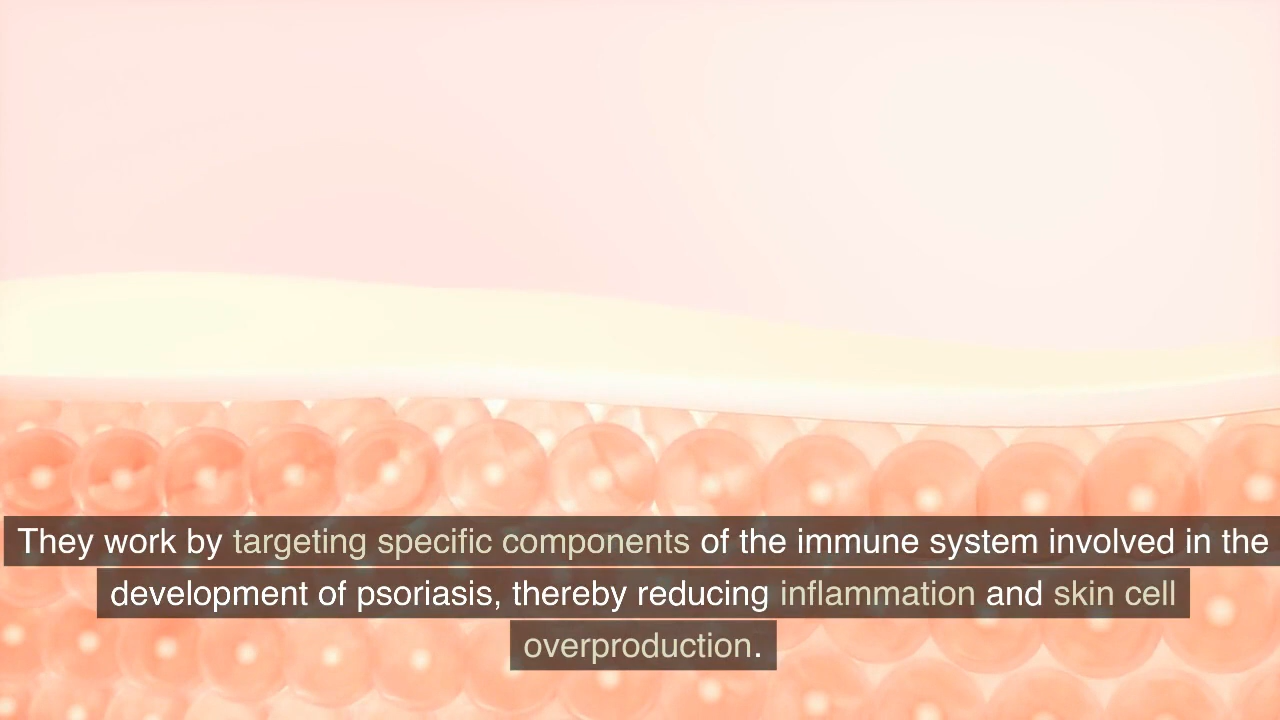 They work by targeting specific components of the immune system involved in the
development of psoriasis, thereby reducing inflammation and skin cell
overproduction.